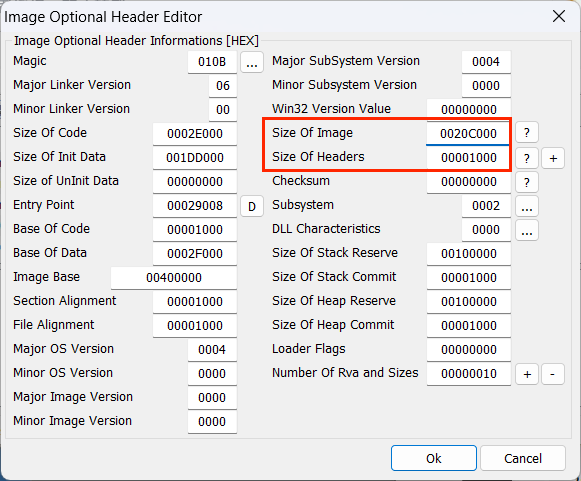 Image Optional Header Editor
Image Optional Header Informations [HEX]
Magic 010B ...
Major Linker Version 06
Minor Linker Version 00
Size Of Code 0002E000
Size Of Init Data 001DD000
Size of UnInit Data 00000000
Entry Point 00029008 D
Base Of Code 00001000
Base Of Data 0002F000
Image Base 00400000
Section Alignment 00001000
File Alignment 00001000
Major OS Version 0004
Minor OS Version 0000
Major Image Version 0000
Minor Image Version 0000
Major SubSystem Version 0004
Minor Subsystem Version 0000
Win32 Version Value 00000000
Size Of Image 0020C000 ?
Size Of Headers 00001000 ? +
Checksum 00000000 ?
Subsystem 0002 ...
DLL Characteristics 0000 ...
Size Of Stack Reserve 00100000
Size Of Stack Commit 00001000
Size Of Heap Reserve 00100000
Size Of Heap Commit 00001000
Loader Flags 00000000
Number Of Rva and Sizes 00000010 + -
Ok Cancel